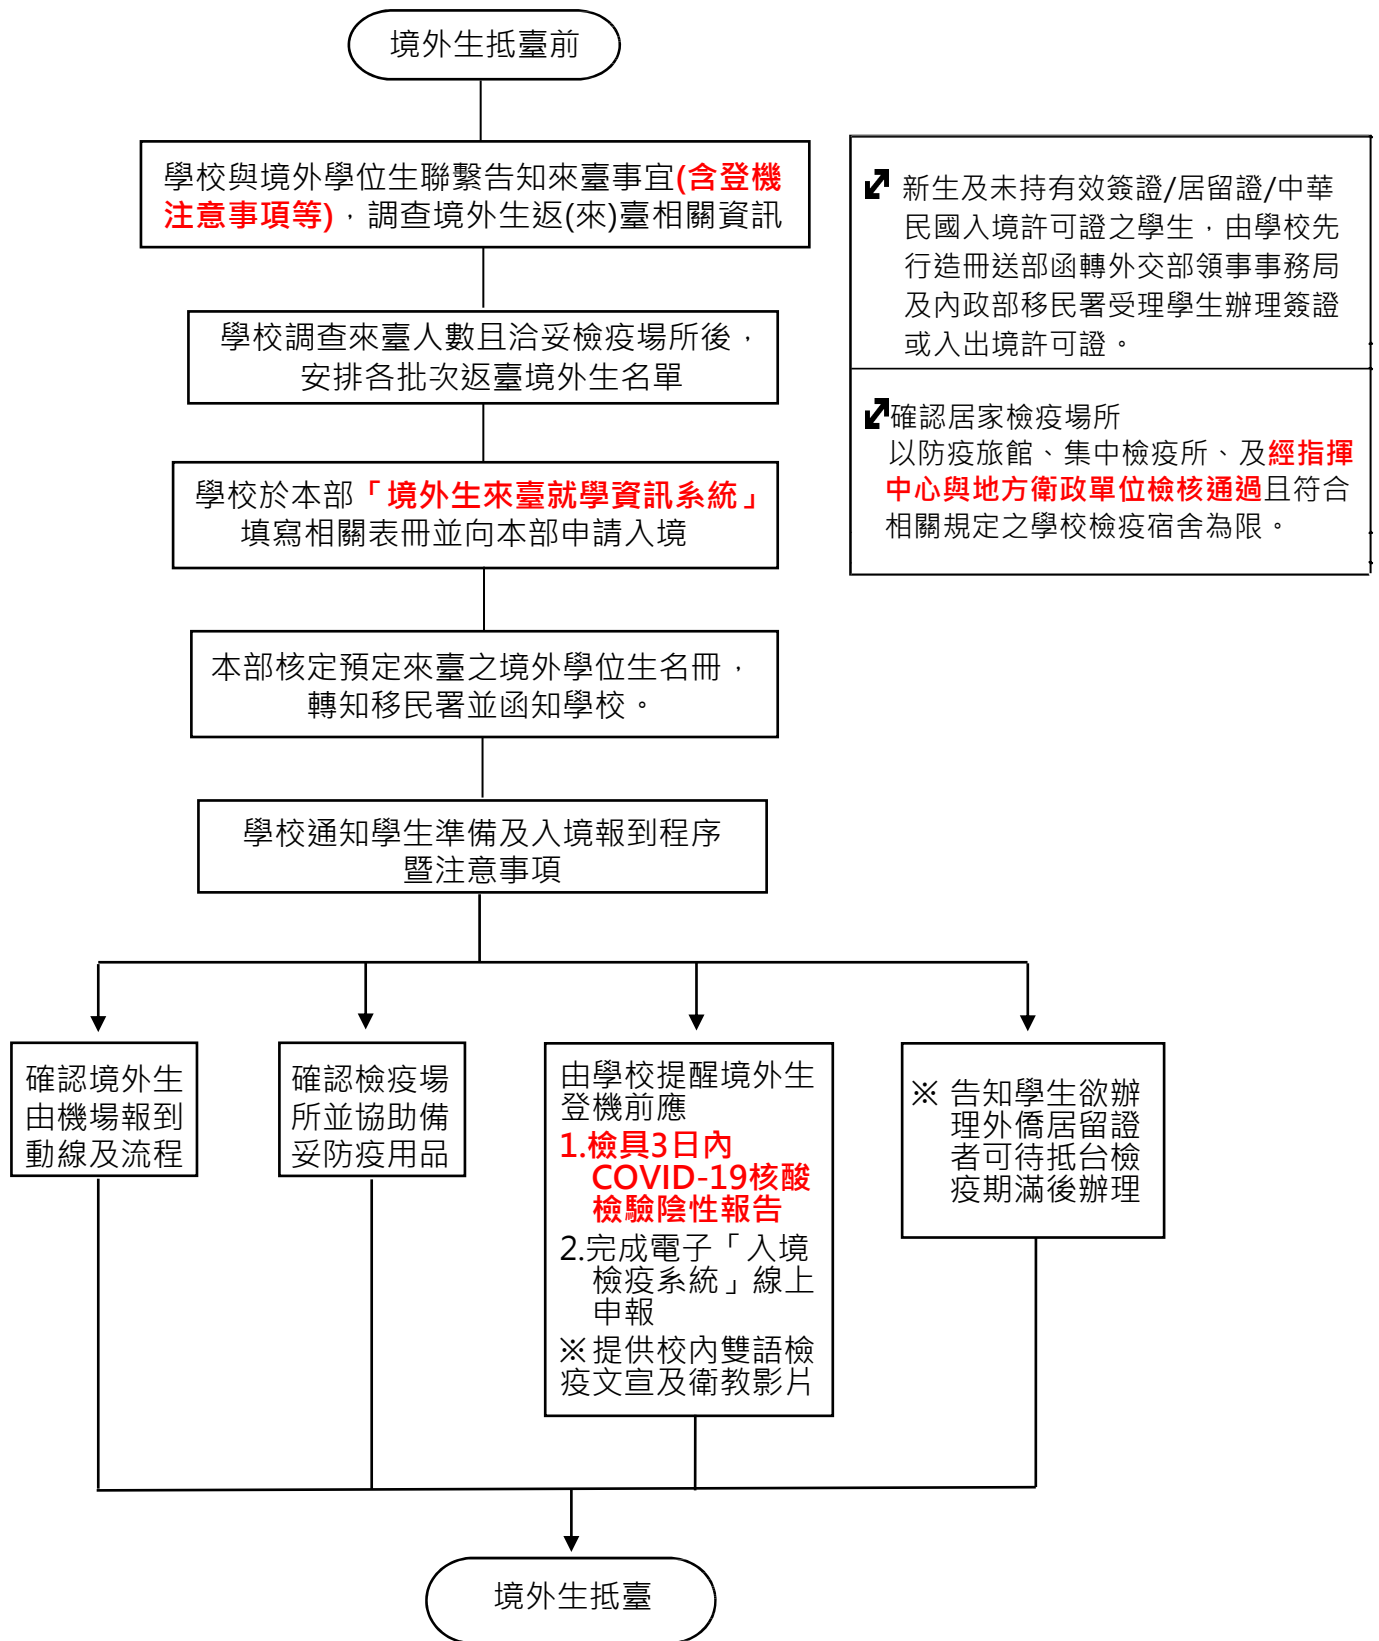 境外生抵臺前
學校與境外學位生聯繫告知來臺事宜(含登機
注意事項等)，調查境外生返(來)臺相關資訊
學校調查來臺人數且洽妥檢疫場所後，
安排各批次返臺境外生名單
學校於本部「境外生來臺就學資訊系統」
填寫相關表冊並向本部申請入境
本部核定預定來臺之境外學位生名冊，
轉知移民署並函知學校。
學校通知學生準備及入境報到程序
暨注意事項
新生及未持有效簽證/居留證/中華
民國入境許可證之學生，由學校先
行造冊送部函轉外交部領事事務局
及內政部移民署受理學生辦理簽證
或入出境許可證。
確認居家檢疫場所
以防疫旅館、集中檢疫所、及經指揮
中心與地方衛政單位檢核通過且符合
相關規定之學校檢疫宿舍為限。
確認境外生
由機場報到
動線及流程
確認檢疫場
所並協助備
妥防疫用品
由學校提醒境外生
登機前應
1.檢具3日內
COVID-19核酸
檢驗陰性報告
2.完成電子「入境
檢疫系統」線上
申報
※提供校內雙語檢
疫文宣及衛教影片
※ 告知學生欲辦
理外僑居留證
者可待抵台檢
疫期滿後辦理
境外生抵臺